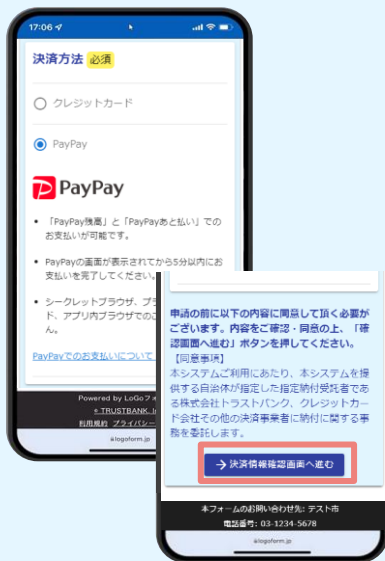 17:06
決済方法 必須
クレジットカード
PayPay
PayPay
• 「PayPay残高」と「PayPayあと払い」での
お支払いが可能です。
• PayPayの画面が表示されてから5分以内にお
支払いを完了してください。
• シークレットブラウザ、プラ
ド、アプリ内ブラウザでのご
ん。
PayPayでのお支払いについて
Powered by LoGoフォ
© TRUSTBANK, I
利用規約 プライバシー
logoform.jp
申請の前に以下の内容に同意して頂く必要が
ございます。内容をご確認・同意の上、「確
認画面へ進む」ボタンを押してください。
【同意事項】
本システムご利用にあたり、本システムを提
供する自治体が指定した指定納付受託者であ
る株式会社トラストバンク、クレジットカー
ド会社その他の決済事業者に納付に関する事
務を委託します。
→ 決済情報確認画面へ進む
本フォームのお問い合わせ先: テスト市
電話番号: 03-1234-5678
logoform.jp